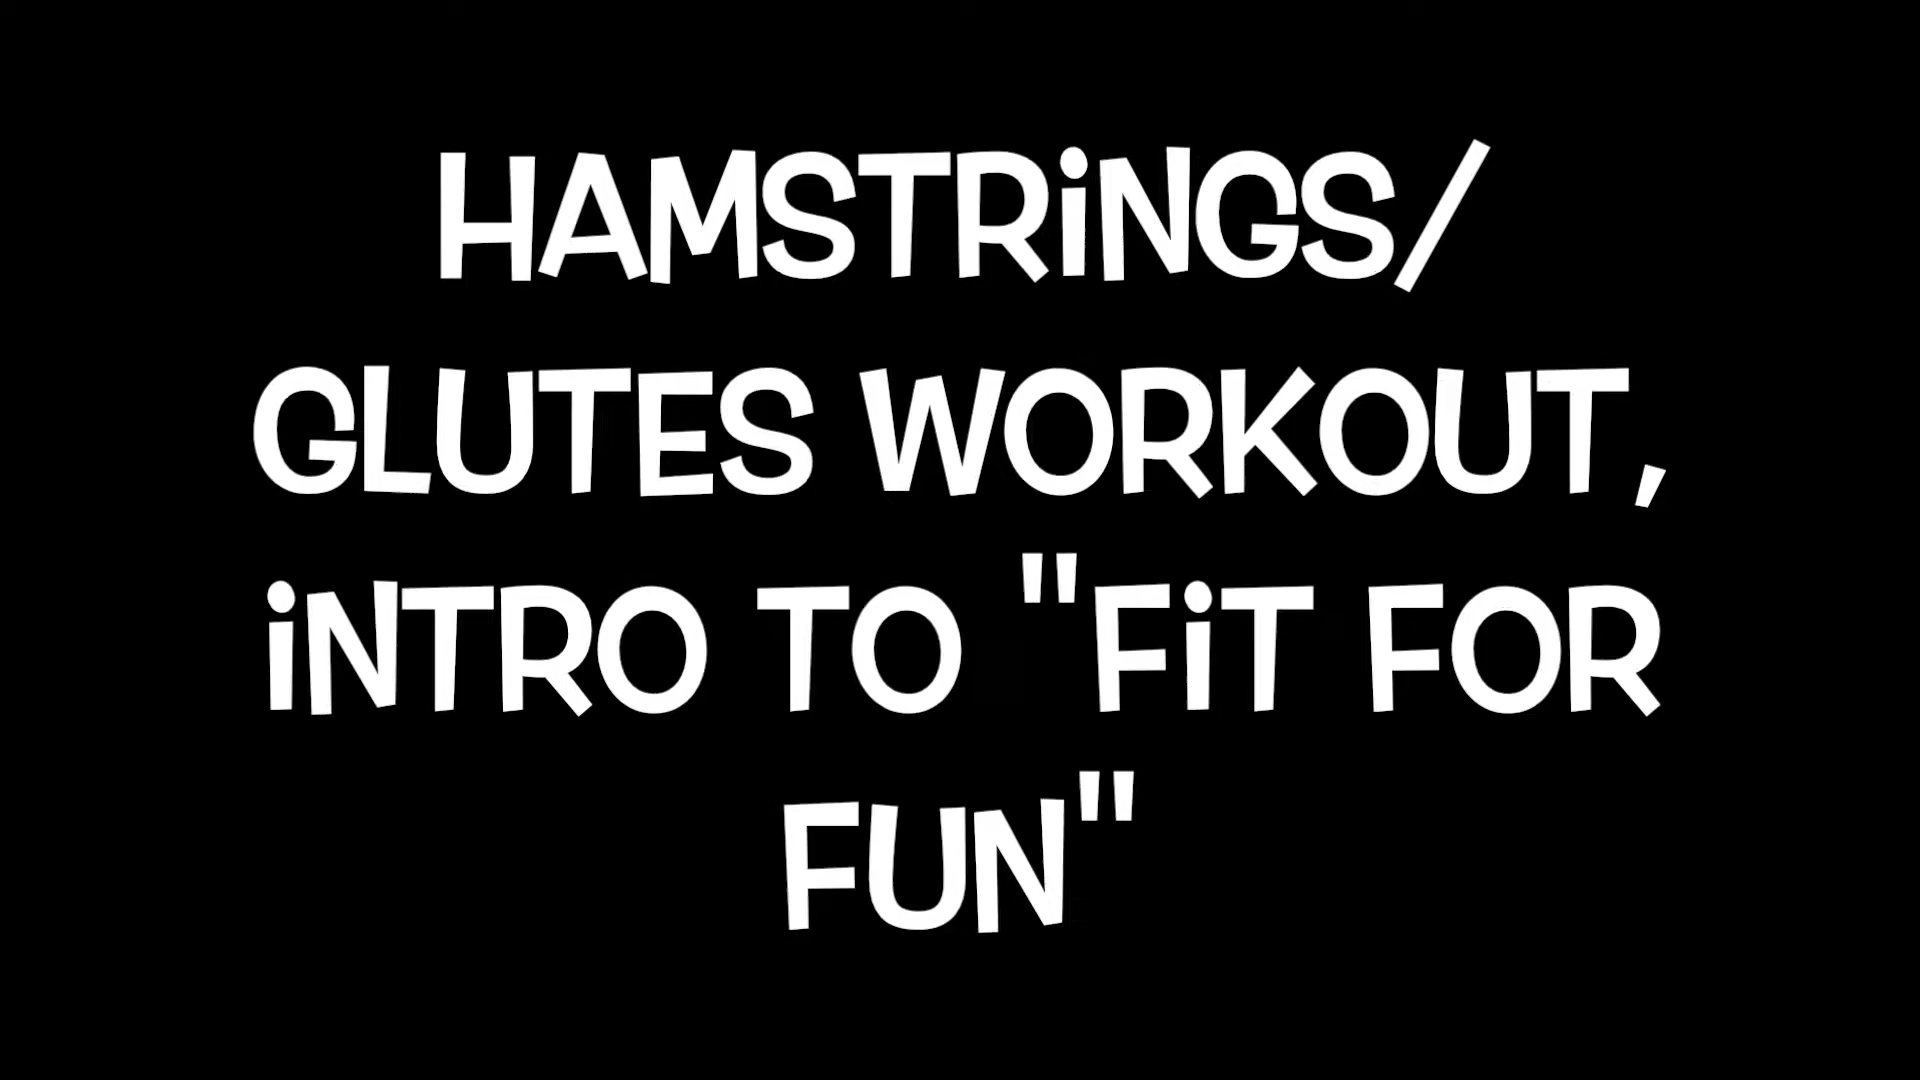 HAMSTRiNGS/
GLUTES WORKOUT,
iNTRO TO "FiT FOR
FUN"